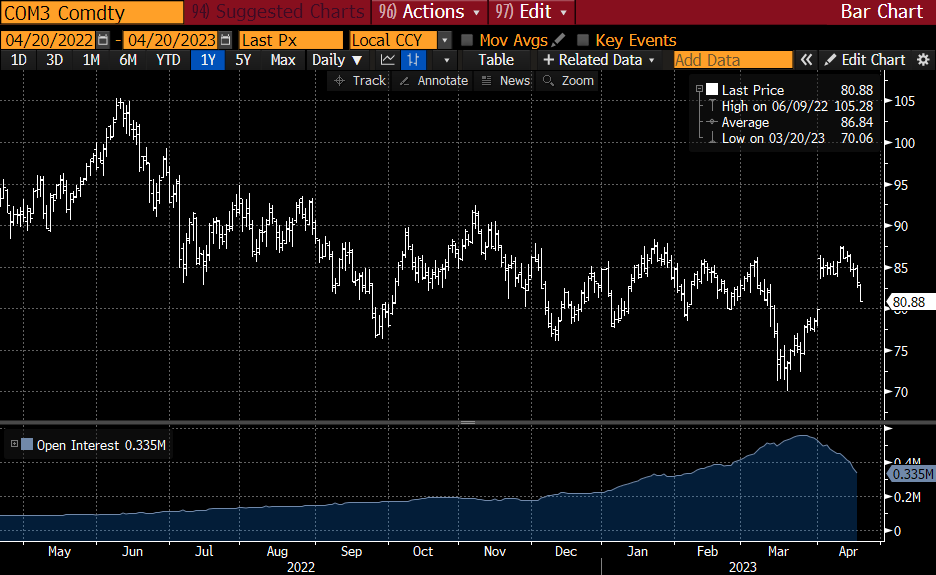 COM3 Comdty 94) Suggested Charts 96) Actions 97) Edit Bar Chart
04/20/2022 - 04/20/2023 Last Px Local CCY Mov Avgs Key Events
1D 3D 1M 6M YTD 1Y 5Y Max Daily ▼ Table + Related Data Add Data « Edit Chart
Track Annotate News Zoom
Last Price 80.88
High on 06/09/22 105.28
Average 86.84
Low on 03/20/23 70.06
105
100
95
90
85
80.88
80
75
70
Open Interest 0.335M
0.4M
0.335M
0.2M
0
May Jun Jul Aug Sep Oct Nov Dec Jan Feb Mar Apr
2022 2023